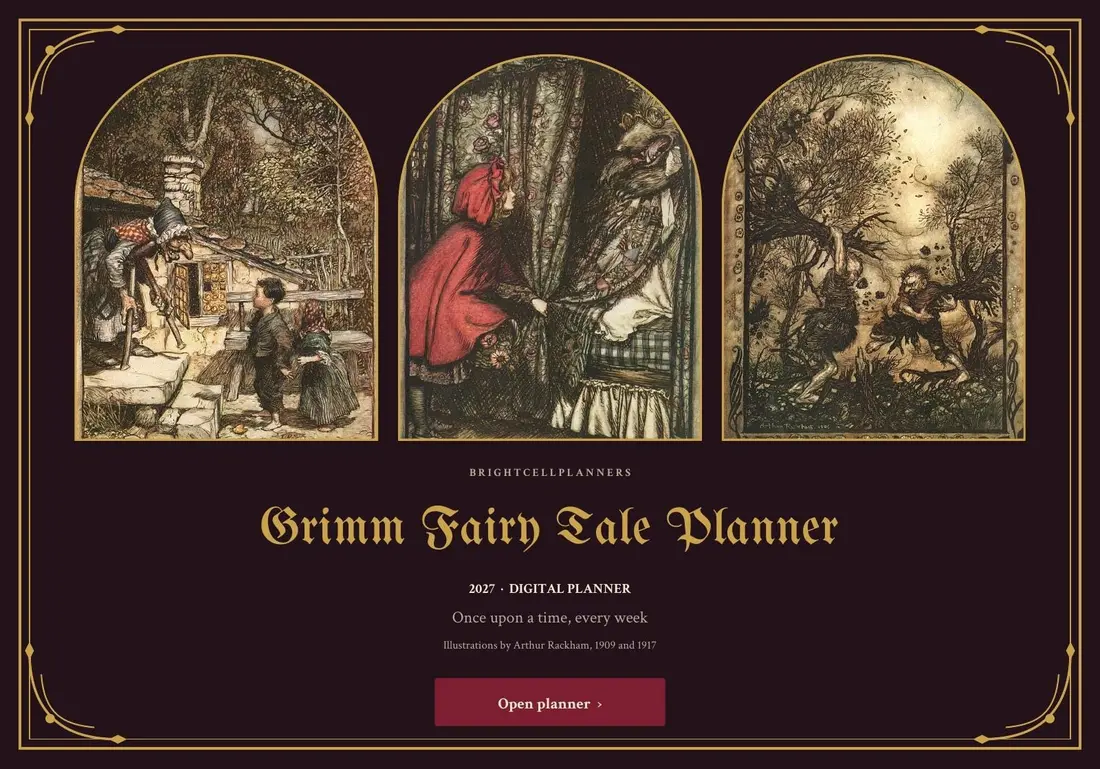 BRIGHTCELLPLANNERS
Grimm Fairy Tale Planner
2027 · DIGITAL PLANNER
Once upon a time, every week
Illustrations by Arthur Rackham, 1909 and 1917
Open planner ›